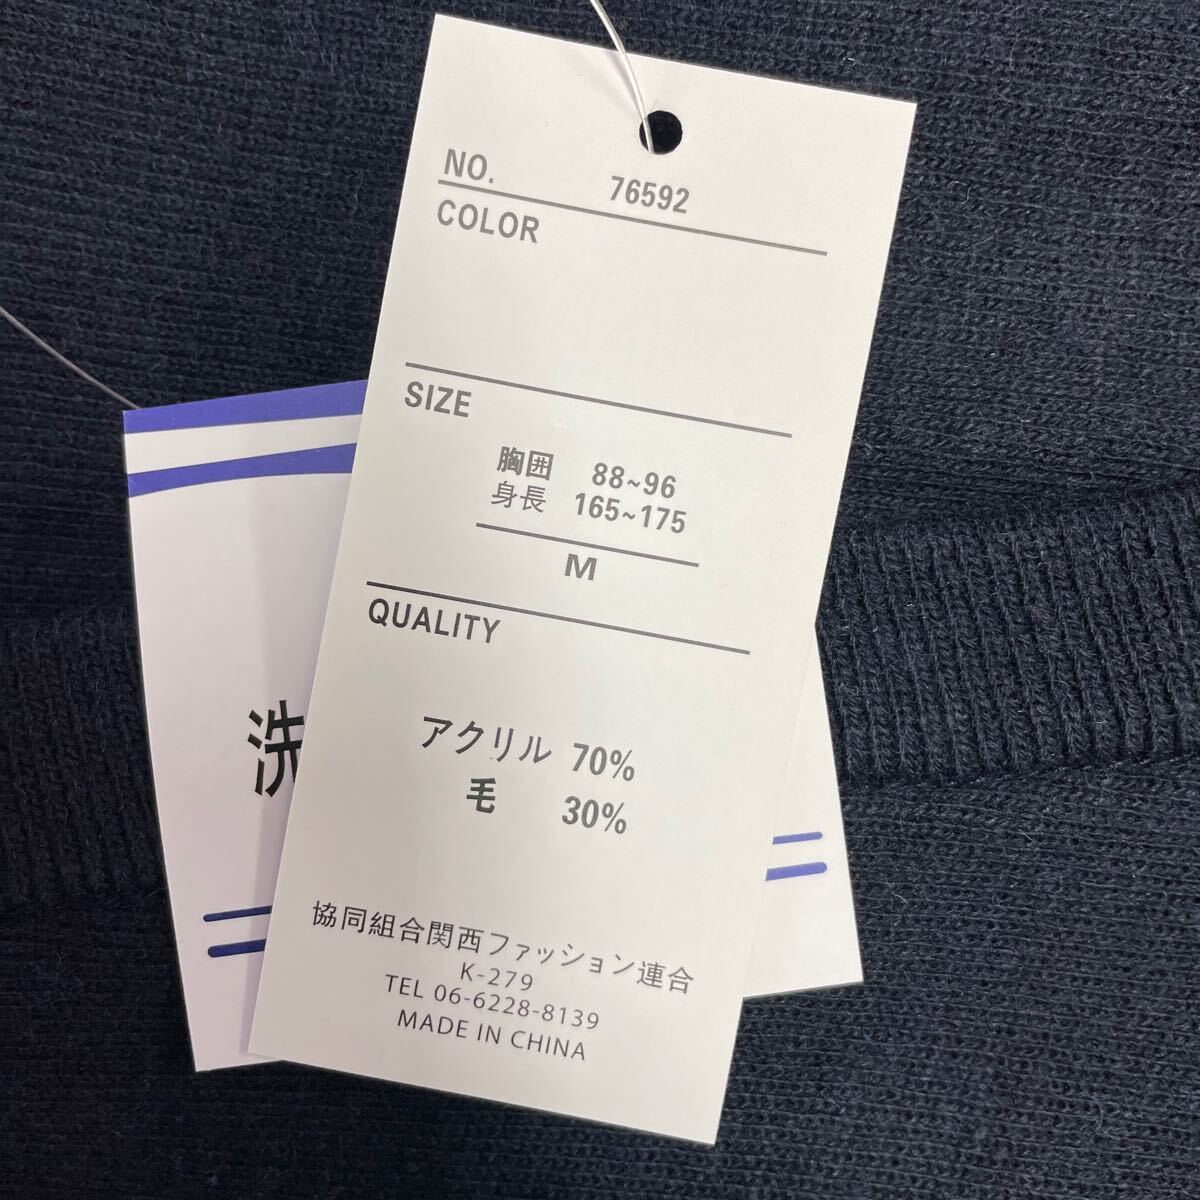 NO. 76592
COLOR
SIZE
胸囲 88~96
身長 165~175
M
QUALITY
アクリル 70%
毛 30%
協同組合関西ファッション連合
K-279
TEL 06-6228-8139
MADE IN CHINA
洗